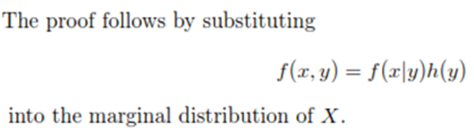 The proof follows by substituting
f(x, y) = f(x|y)h(y)
into the marginal distribution of X.